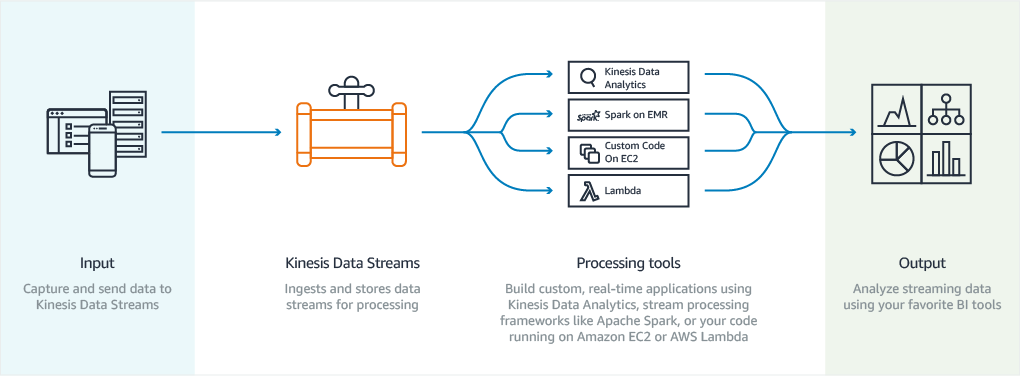 Kinesis Data
Analytics
Spark
Spark on EMR
Custom Code
On EC2
Lambda
Input
Capture and send data to
Kinesis Data Streams
Kinesis Data Streams
Ingests and stores data
streams for processing
Processing tools
Build custom, real-time applications using
Kinesis Data Analytics, stream processing
frameworks like Apache Spark, or your code
running on Amazon EC2 or AWS Lambda
Output
Analyze streaming data
using your favorite BI tools